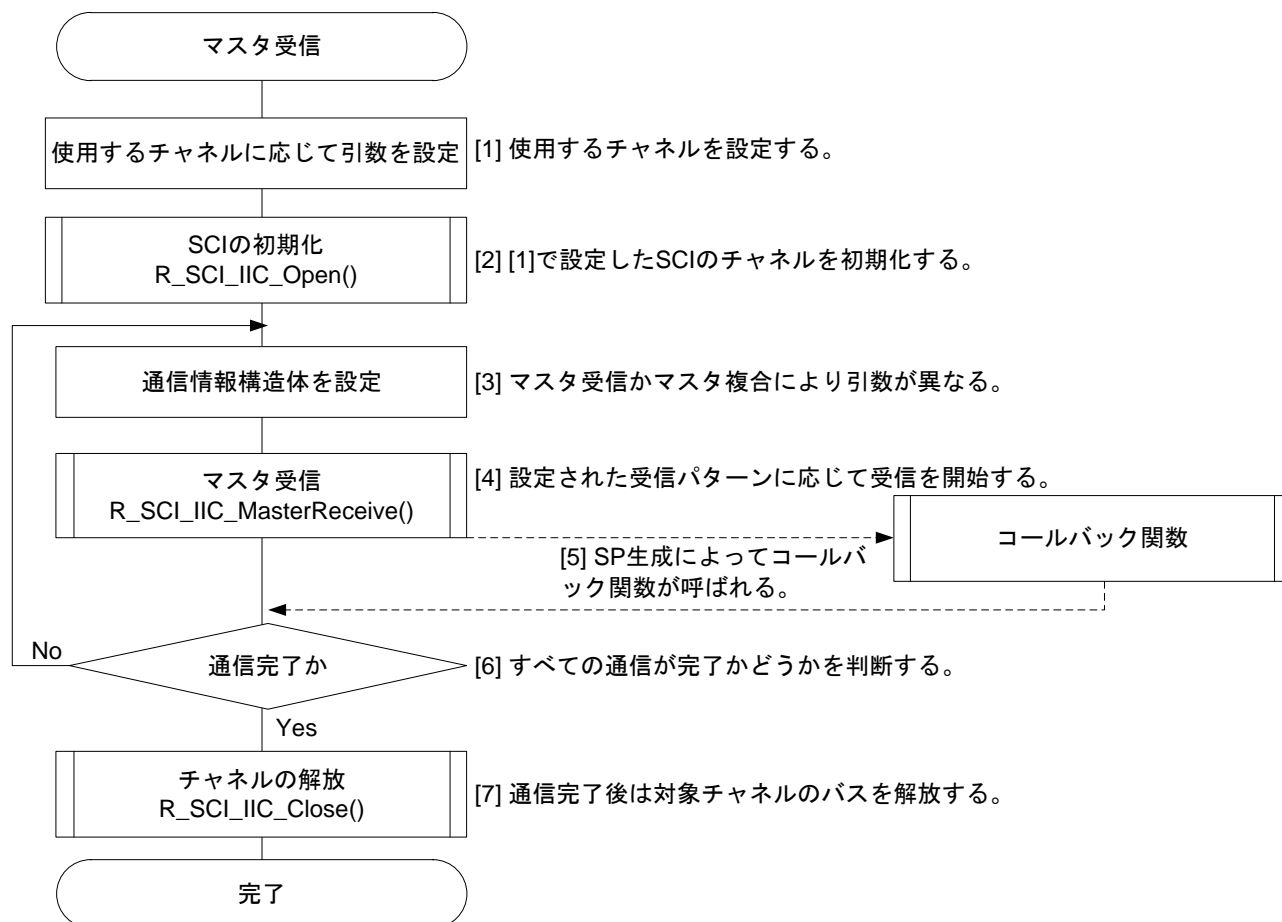 マスタ受信
使用するチャネルに応じて引数を設定
[1] 使用するチャネルを設定する。
SCIの初期化
R_SCI_IIC_Open()
[2] [1]で設定したSCIのチャネルを初期化する。
通信情報構造体を設定
[3] マスタ受信かマスタ複合により引数が異なる。
マスタ受信
R_SCI_IIC_MasterReceive()
[4] 設定された受信パターンに応じて受信を開始する。
コールバック関数
[5] SP生成によってコールバ
ック関数が呼ばれる。
No
通信完了か
[6] すべての通信が完了かどうかを判断する。
Yes
チャネルの解放
R_SCI_IIC_Close()
[7] 通信完了後は対象チャネルのバスを解放する。
完了